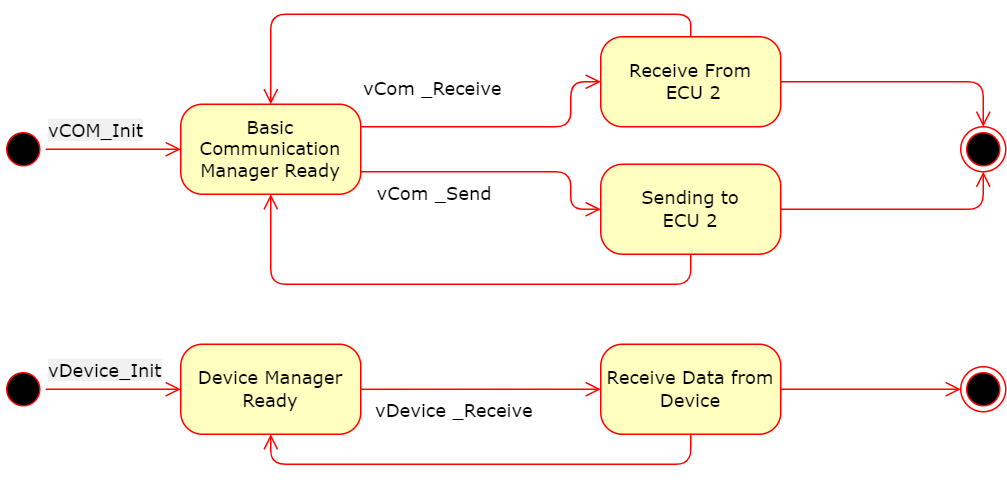 vCom _Receive
Receive From
ECU 2
vCOM_Init
Basic
Communication
Manager Ready
vCom _Send
Sending to
ECU 2
vDevice_Init
Device Manager
Ready
vDevice _Receive
Receive Data from
Device